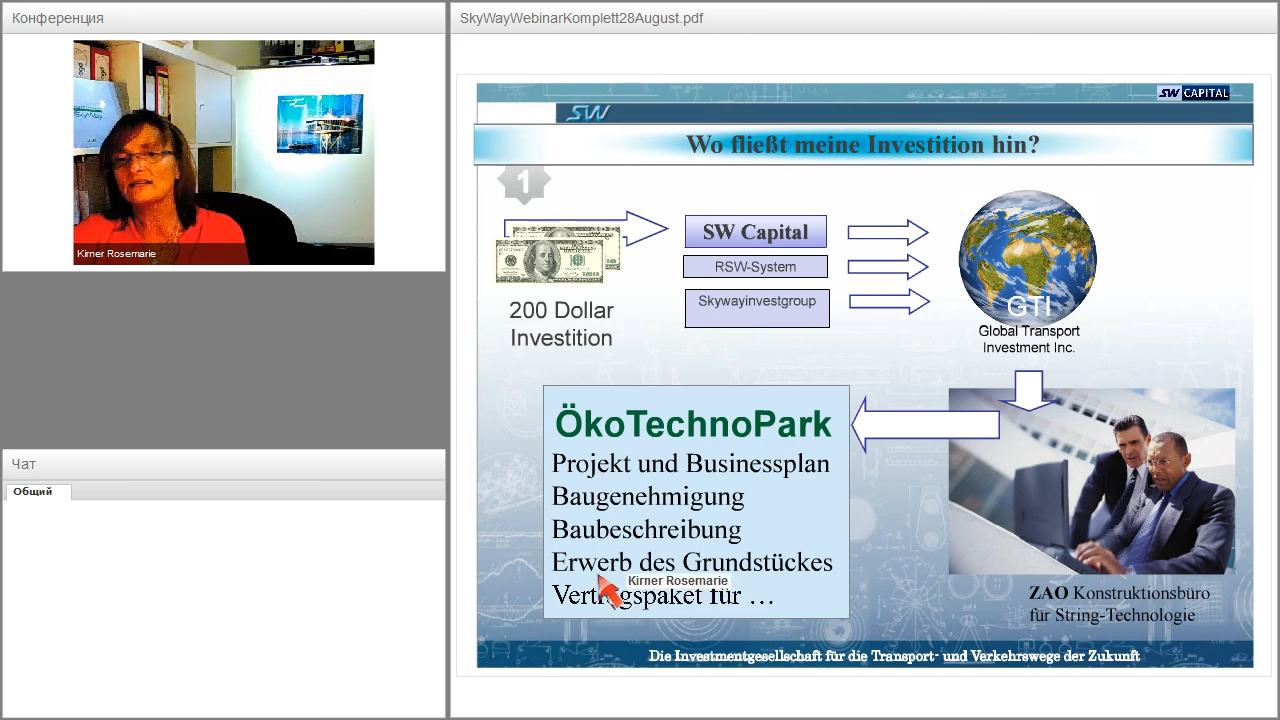 Конференция
Kirner Rosemarie
Чат
Общий
SkyWayWebinarKomplett28August.pdf
SW CAPITAL
SW
Wo fließt meine Investition hin?
1
200 Dollar
Investition
SW Capital
RSW-System
Skywayinvestgroup
GTI
Global Transport
Investment Inc.
ÖkoTechnoPark
Projekt und Businessplan
Baugenehmigung
Baubeschreibung
Erwerb des Grundstückes
Kirner Rosemarie
Vertragspaket für …
ZAO Konstruktionsbüro
für String-Technologie
Die Investmentgesellschaft für die Transport- und Verkehrswege der Zukunft